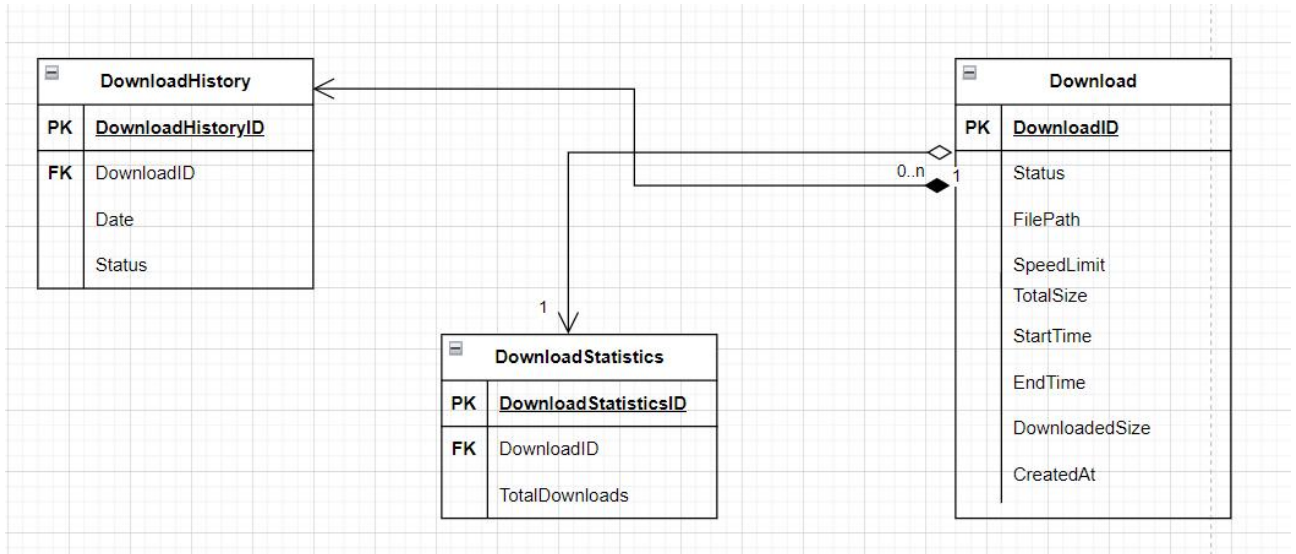 DownloadHistory
PK DownloadHistoryID
FK DownloadID
Date
Status
Download
PK DownloadID
Status
FilePath
SpeedLimit
TotalSize
StartTime
EndTime
DownloadedSize
CreatedAt
0..n
1
1
DownloadStatistics
PK DownloadStatisticsID
FK DownloadID
TotalDownloads